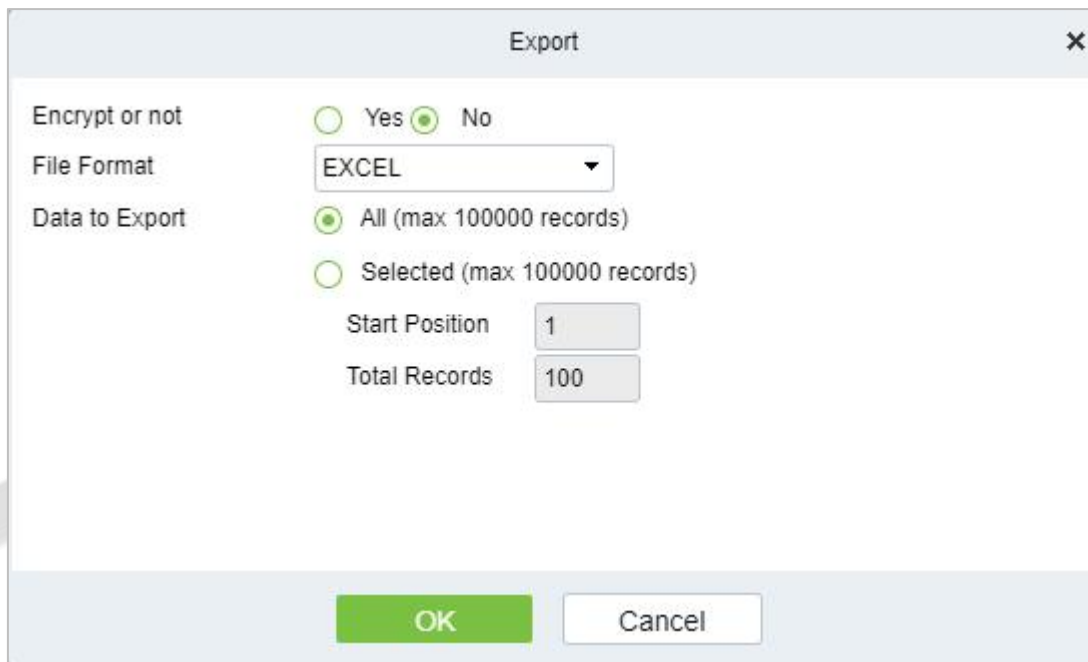 Export
Encrypt or not Yes No
File Format EXCEL
Data to Export All (max 100000 records)
Selected (max 100000 records)
Start Position 1
Total Records 100
OK Cancel